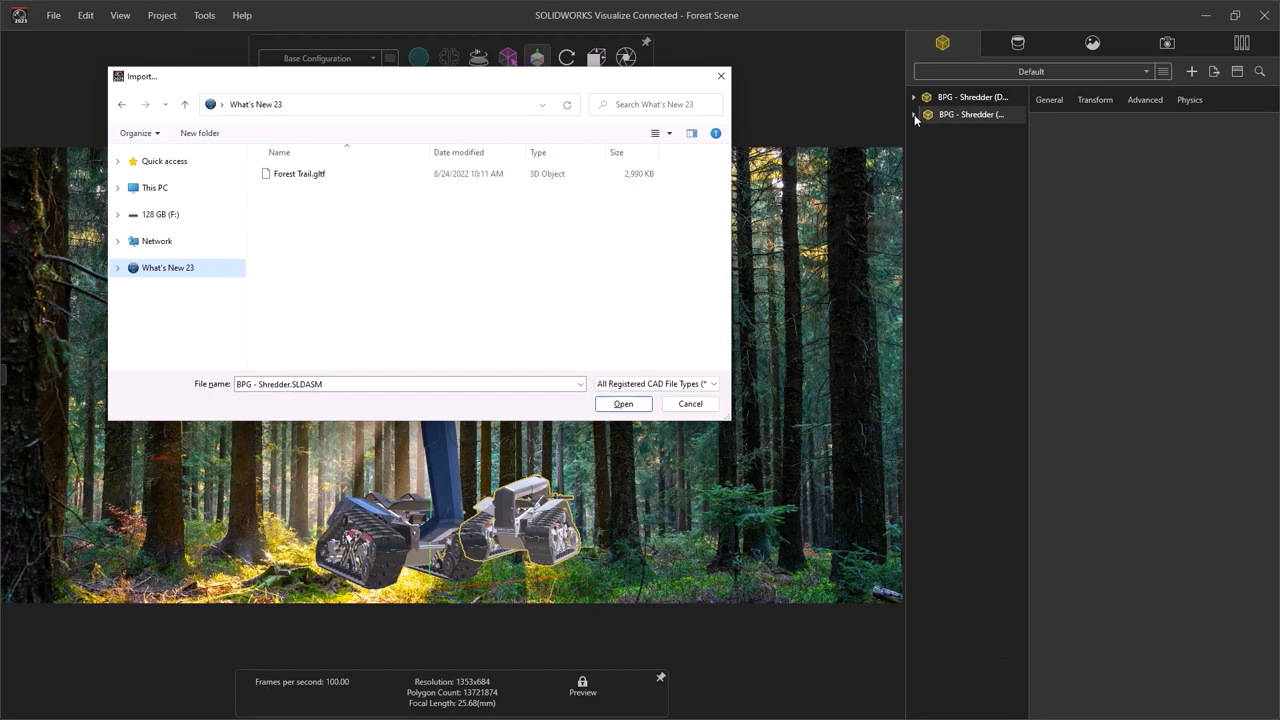 2023 File Edit View Project Tools Help SOLIDWORKS Visualize Connected - Forest Scene
Base Configuration
Default
BPG - Shredder (D...
BPG - Shredder (...
General Transform Advanced Physics
Import...
What's New 23 Search What's New 23
Organize New folder
Name Date modified Type Size
Forest Trail.gltf 8/24/2022 10:11 AM 3D Object 2,990 KB
Quick access
This PC
128 GB (F:)
Network
What's New 23
File name: BPG - Shredder.SLDASM All Registered CAD File Types (*
Open Cancel
Frames per second: 100.00
Resolution: 1353x684
Polygon Count: 13721874
Focal Length: 25.68(mm)
Preview